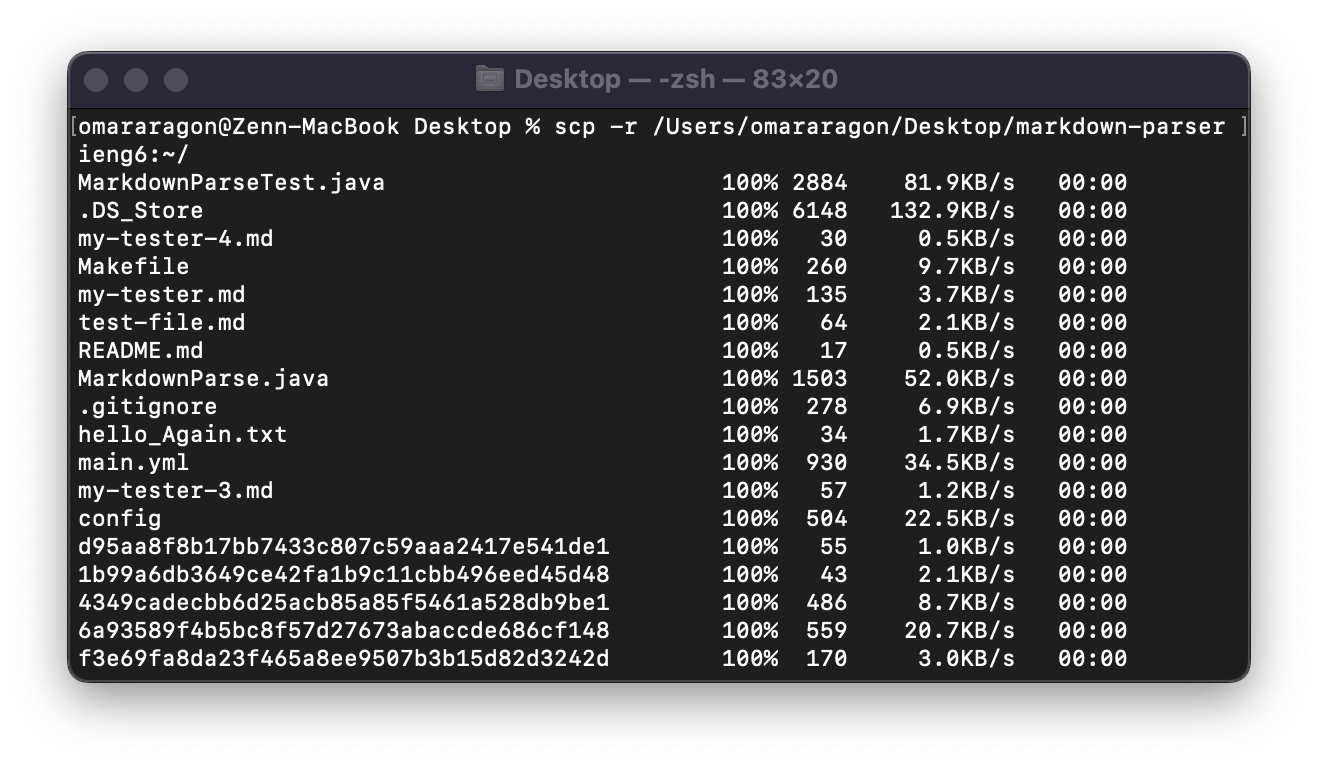 Desktop — -zsh — 83×20
[omararagon@Zenn-MacBook Desktop % scp -r /Users/omararagon/Desktop/markdown-parser ]
ieng6:~/
MarkdownParseTest.java 100% 2884 81.9KB/s 00:00
.DS_Store 100% 6148 132.9KB/s 00:00
my-tester-4.md 100% 30 0.5KB/s 00:00
Makefile 100% 260 9.7KB/s 00:00
my-tester.md 100% 135 3.7KB/s 00:00
test-file.md 100% 64 2.1KB/s 00:00
README.md 100% 17 0.5KB/s 00:00
MarkdownParse.java 100% 1503 52.0KB/s 00:00
.gitignore 100% 278 6.9KB/s 00:00
hello_Again.txt 100% 34 1.7KB/s 00:00
main.yml 100% 930 34.5KB/s 00:00
my-tester-3.md 100% 57 1.2KB/s 00:00
config 100% 504 22.5KB/s 00:00
d95aa8f8b17bb7433c807c59aaa2417e541de1 100% 55 1.0KB/s 00:00
1b99a6db3649ce42fa1b9c11cbb496eed45d48 100% 43 2.1KB/s 00:00
4349cadecbb6d25acb85a85f5461a528db9be1 100% 486 8.7KB/s 00:00
6a93589f4b5bc8f57d27673abaccde686cf148 100% 559 20.7KB/s 00:00
f3e69fa8da23f465a8ee9507b3b15d82d3242d 100% 170 3.0KB/s 00:00